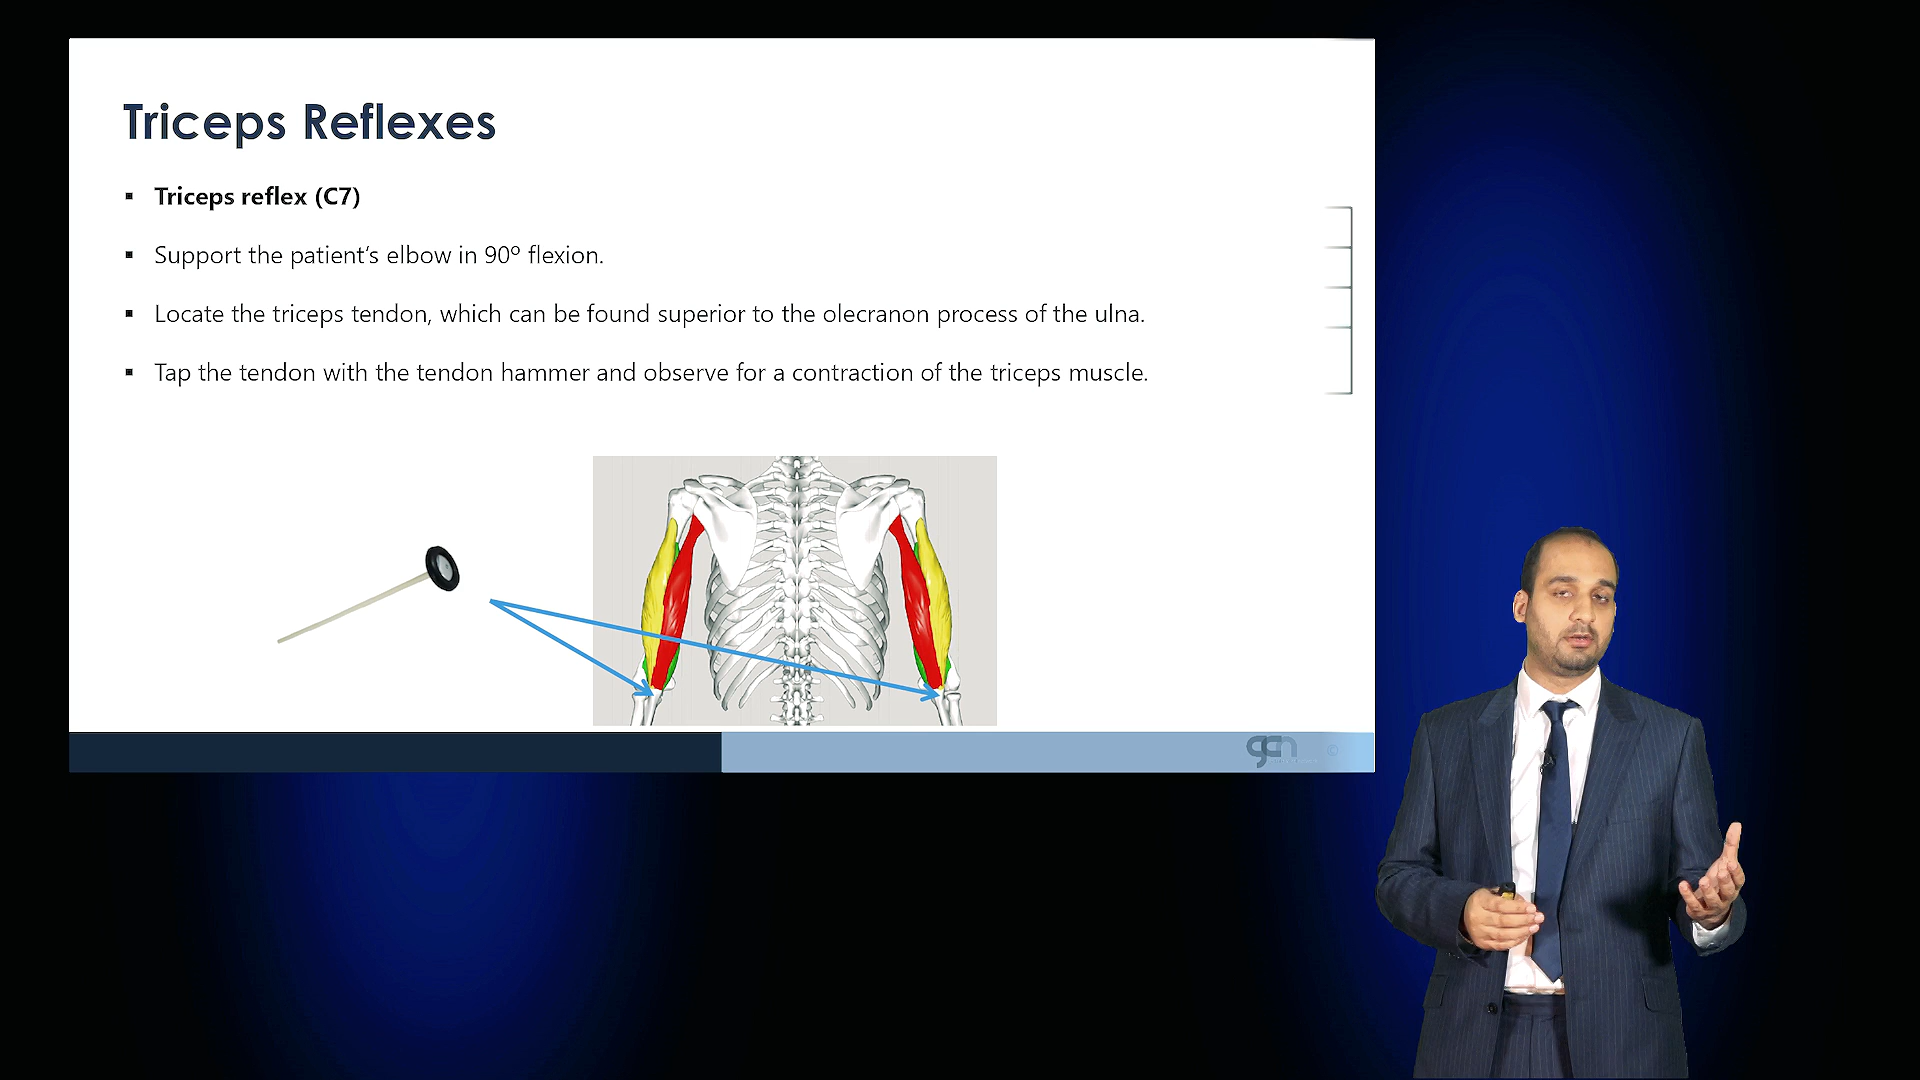 Triceps Reflexes
Triceps reflex (C7)
Support the patient’s elbow in 90º flexion.
Locate the triceps tendon, which can be found superior to the olecranon process of the ulna.
Tap the tendon with the tendon hammer and observe for a contraction of the triceps muscle.
gcn